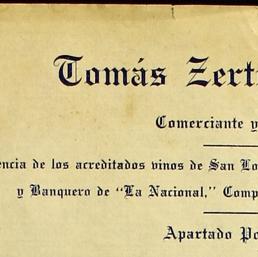 Tomás Zert
Comerciante y
encia de los acreditados vinos de San Lo
y Banquero de "La Nacional," Comp
Apartado Po